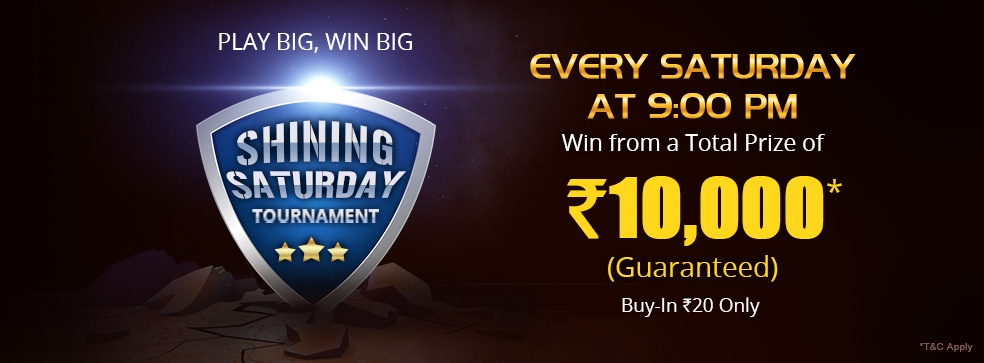 PLAY BIG, WIN BIG
SHINING
SATURDAY
TOURNAMENT
EVERY SATURDAY
AT 9:00 PM
Win from a Total Prize of
₹10,000*
(Guaranteed)
Buy-In ₹20 Only
*T&C Apply